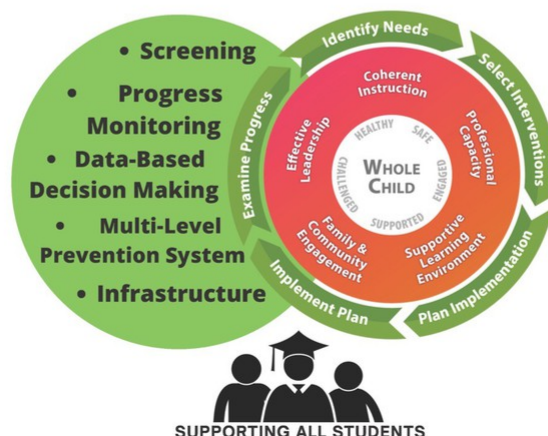 • Screening
• Progress
Monitoring
• Data-Based
Decision Making
• Multi-Level
Prevention System
• Infrastructure
Identify Needs
Select Interventions
Plan Implementation
Implement Plan
Examine Progress
Coherent
Instruction
Professional
Capacity
Supportive
Learning
Environment
Family &
Community
Engagement
Effective
Leadership
HEALTHY
SAFE
ENGAGED
SUPPORTED
CHALLENGED
WHOLE
CHILD
SUPPORTING ALL STUDENTS